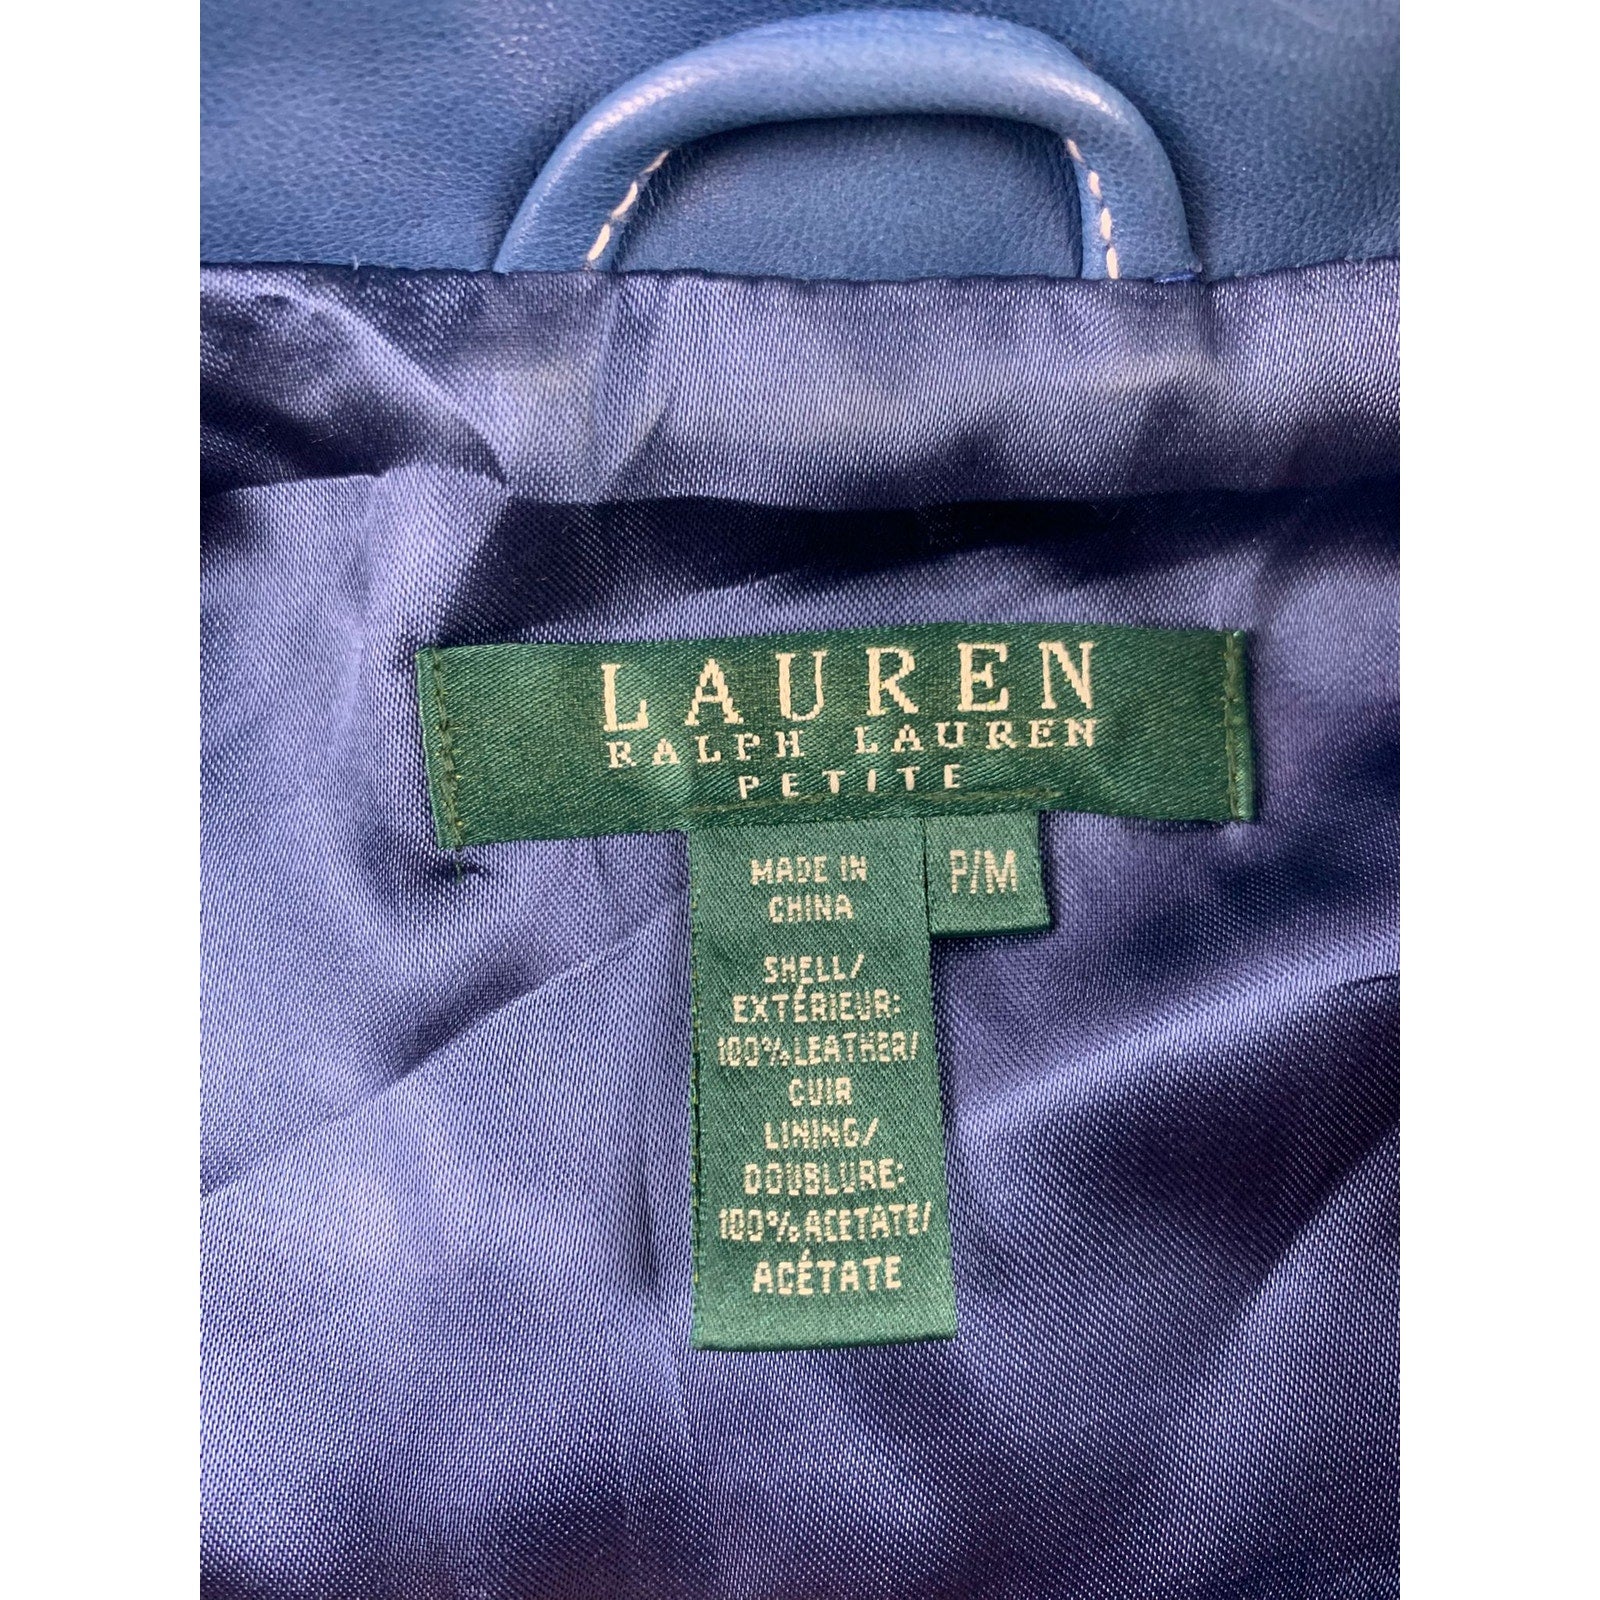 LAUREN
RALPH LAUREN
PETITE
MADE IN
CHINA
P/M
SHELL/
EXTÉRIEUR:
100% LEATHER/
CUIR
LINING/
DOUBLURE:
100% ACETATE/
ACÉTATE